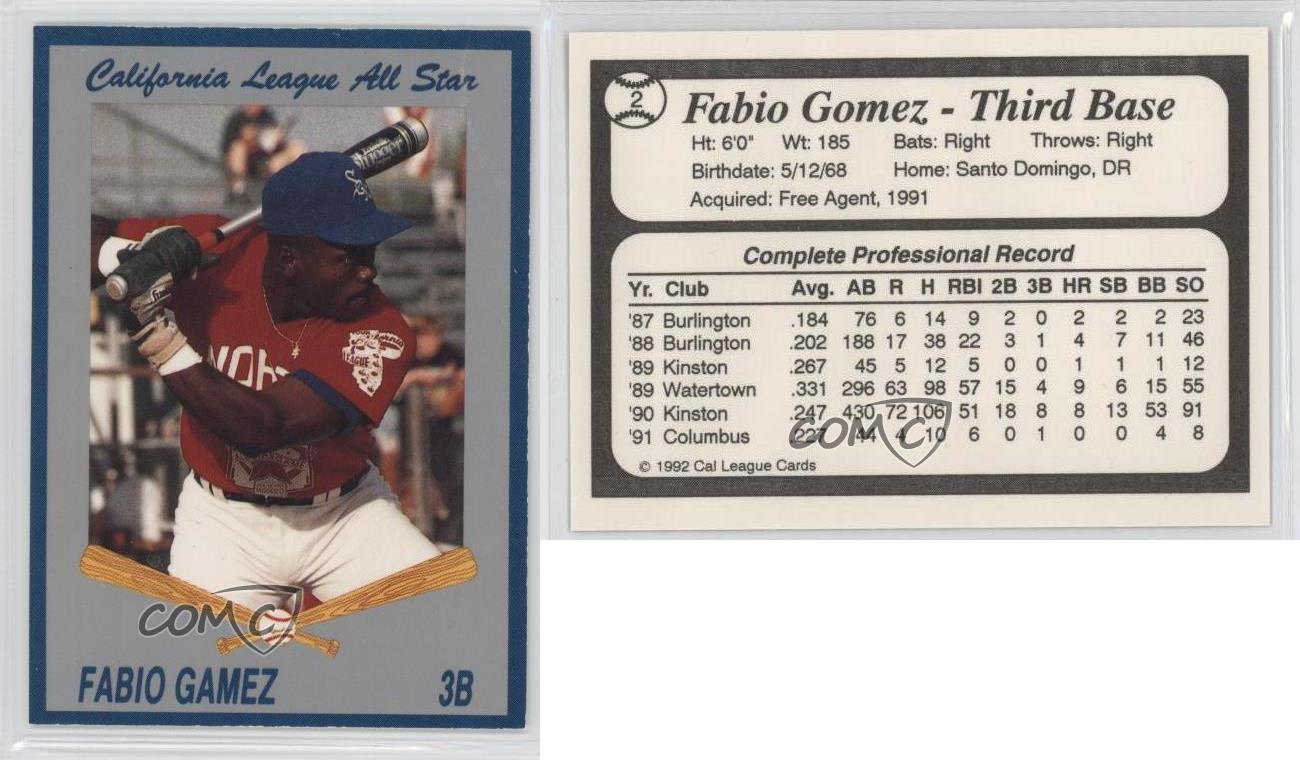 California League All Star
COMC
FABIO GAMEZ 3B
2
Fabio Gomez - Third Base
Ht: 6'0" Wt: 185 Bats: Right Throws: Right
Birthdate: 5/12/68 Home: Santo Domingo, DR
Acquired: Free Agent, 1991
Complete Professional Record
Yr. Club Avg. AB R H RBI 2B 3B HR SB BB SO
'87 Burlington .184 76 6 14 9 2 0 2 2 2 23
'88 Burlington .202 188 17 38 22 3 1 4 7 11 46
'89 Kinston .267 45 5 12 5 0 0 1 1 1 12
'89 Watertown .331 296 63 98 57 15 4 9 6 15 55
'90 Kinston .247 430 72 106 51 18 8 8 13 53 91
'91 Columbus .227 44 4 10 6 0 1 0 0 4 8
COMC
© 1992 Cal League Cards